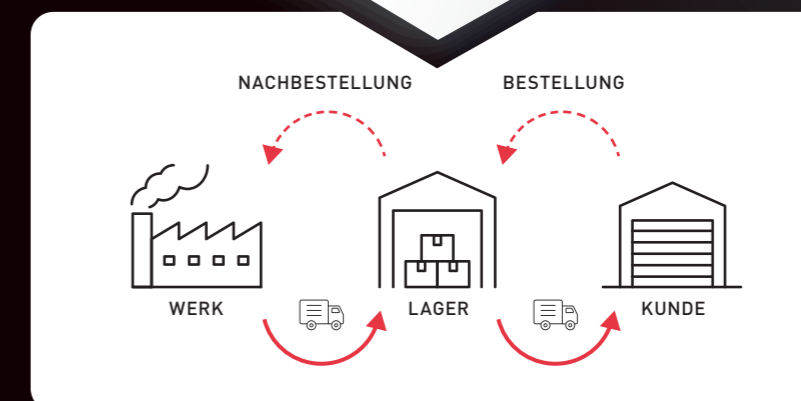 NACHBESTELLUNG
BESTELLUNG
WERK
LAGER
KUNDE